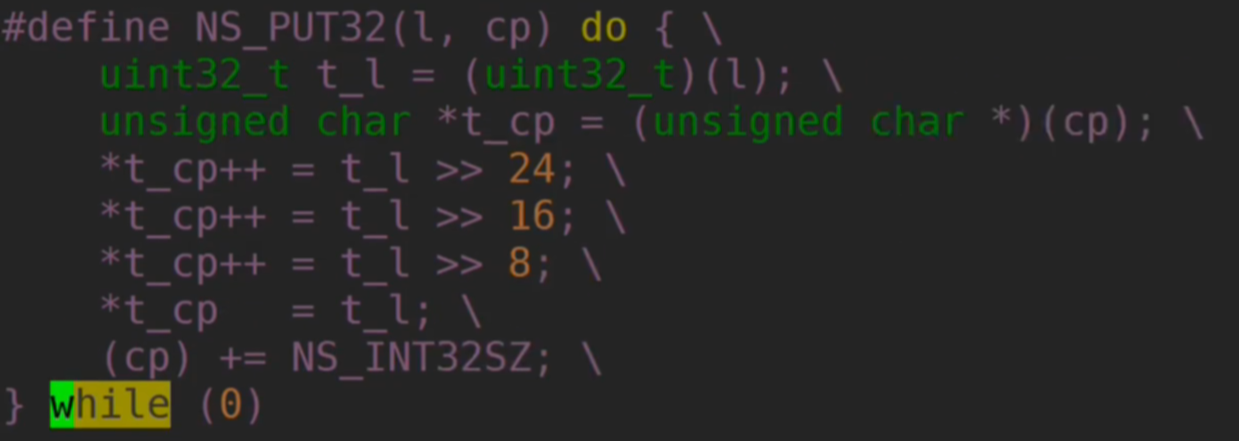 #define NS_PUT32(l, cp) do { \
    uint32_t t_l = (uint32_t)(l); \
    unsigned char *t_cp = (unsigned char *)(cp); \
    *t_cp++ = t_l >> 24; \
    *t_cp++ = t_l >> 16; \
    *t_cp++ = t_l >> 8; \
    *t_cp   = t_l; \
    (cp) += NS_INT32SZ; \
} while (0)